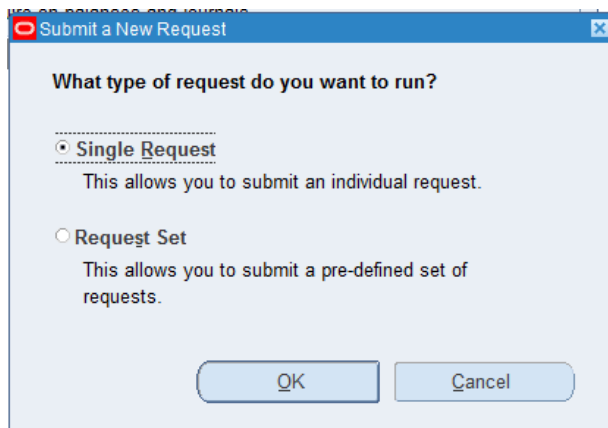 Submit a New Request
What type of request do you want to run?
Single Request
This allows you to submit an individual request.
Request Set
This allows you to submit a pre-defined set of
requests.
OK
Cancel